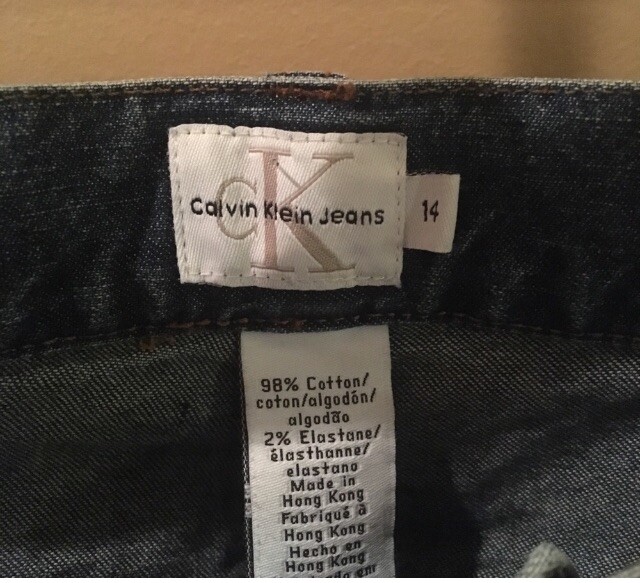 CK
Calvin Klein Jeans
14
98% Cotton/
coton/algodón/
algodão
2% Elastane/
élasthanne/
elastano
Made in
Hong Kong
Fabriqué à
Hong Kong
Hecho en
Hong Kong